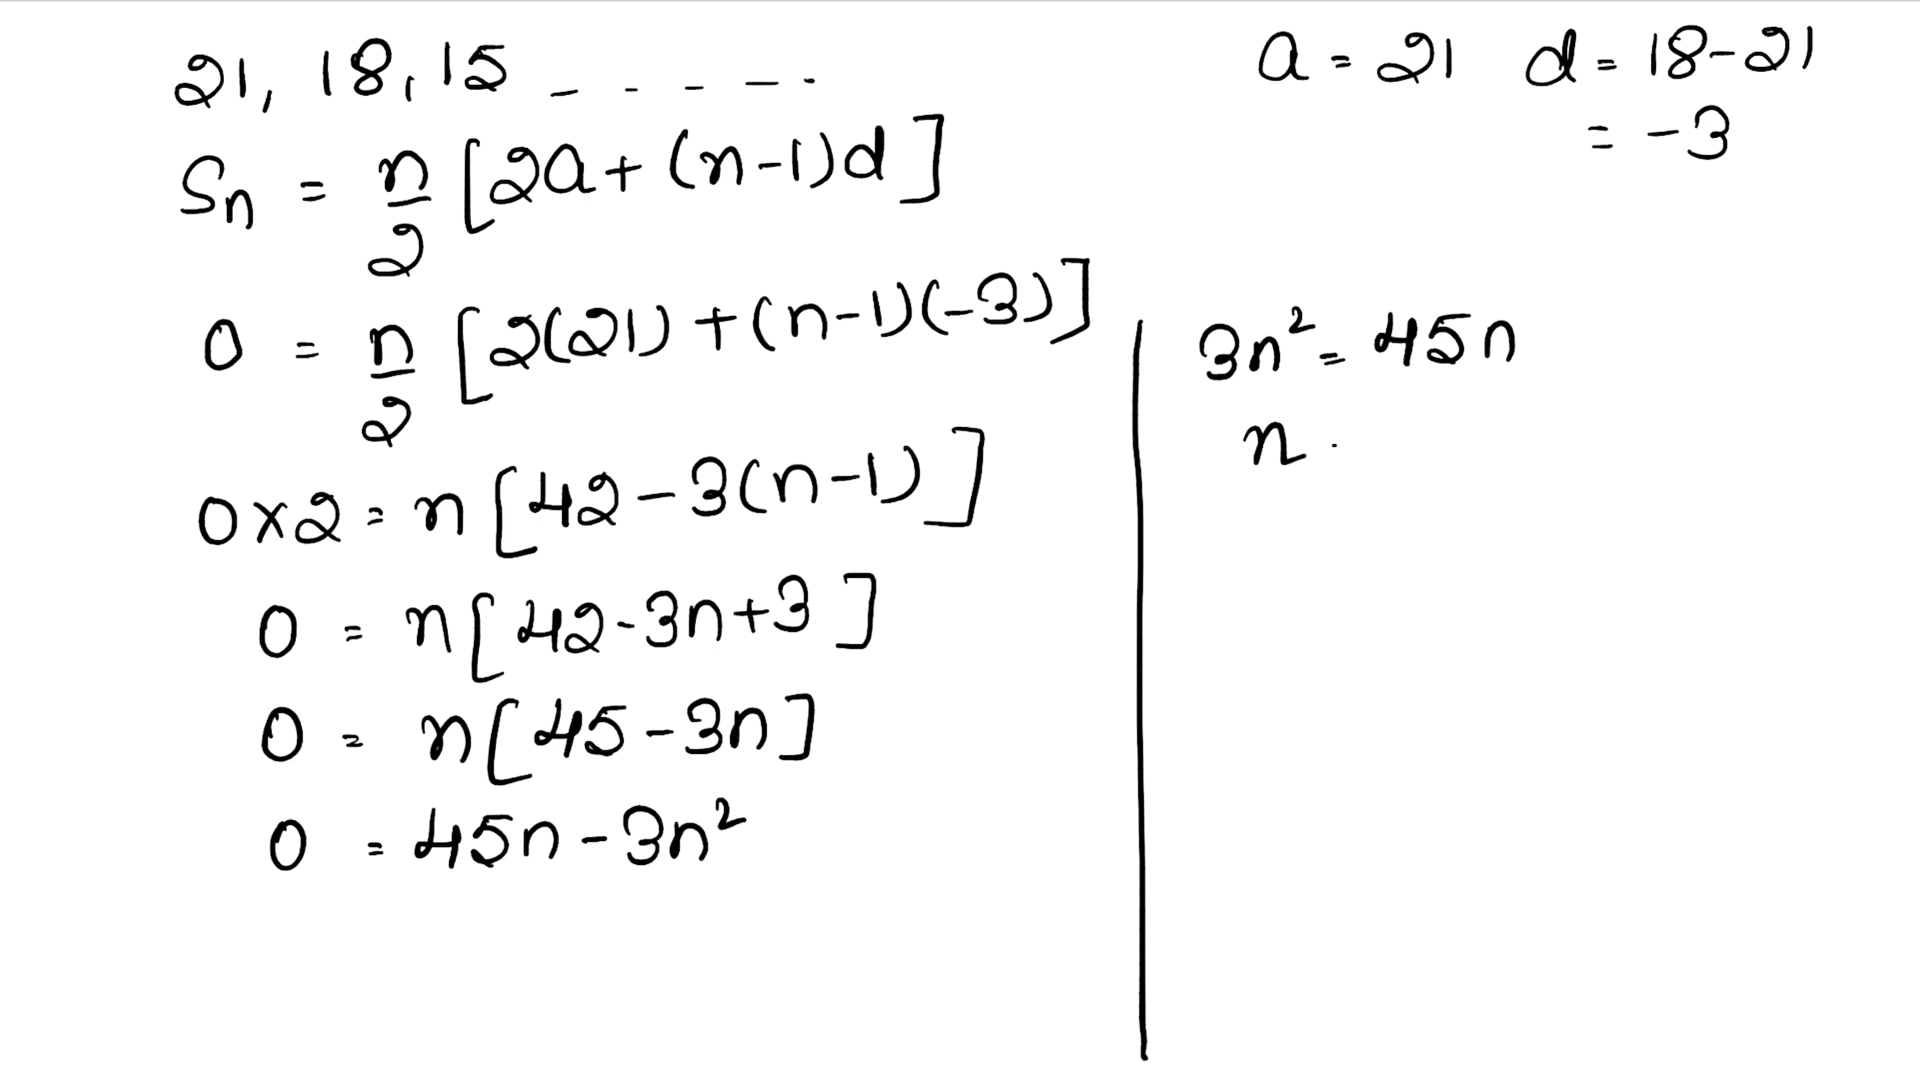 21, 18, 15 _ . _ _ .
a = 21 d = 18-21
= -3
Sn = n/2 [2a + (n-1)d]
0 = n/2 [2(21) + (n-1)(-3)]
0×2 = n [42 - 3(n-1)]
0 = n[42-3n+3]
0 = n[45-3n]
0 = 45n - 3n²
3n² = 45n
n .